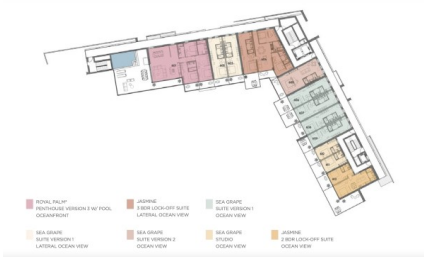 ROYAL PALM*
PENTHOUSE VERSION 3 W/ POOL
OCEANFRONT
JASMINE
3 BDR LOCK-OFF SUITE
LATERAL OCEAN VIEW
SEA GRAPE
SUITE VERSION 1
OCEAN VIEW
SEA GRAPE
SUITE VERSION 1
LATERAL OCEAN VIEW
SEA GRAPE
SUITE VERSION 2
OCEAN VIEW
SEA GRAPE
STUDIO
OCEAN VIEW
JASMINE
2 BDR LOCK-OFF SUITE
OCEAN VIEW